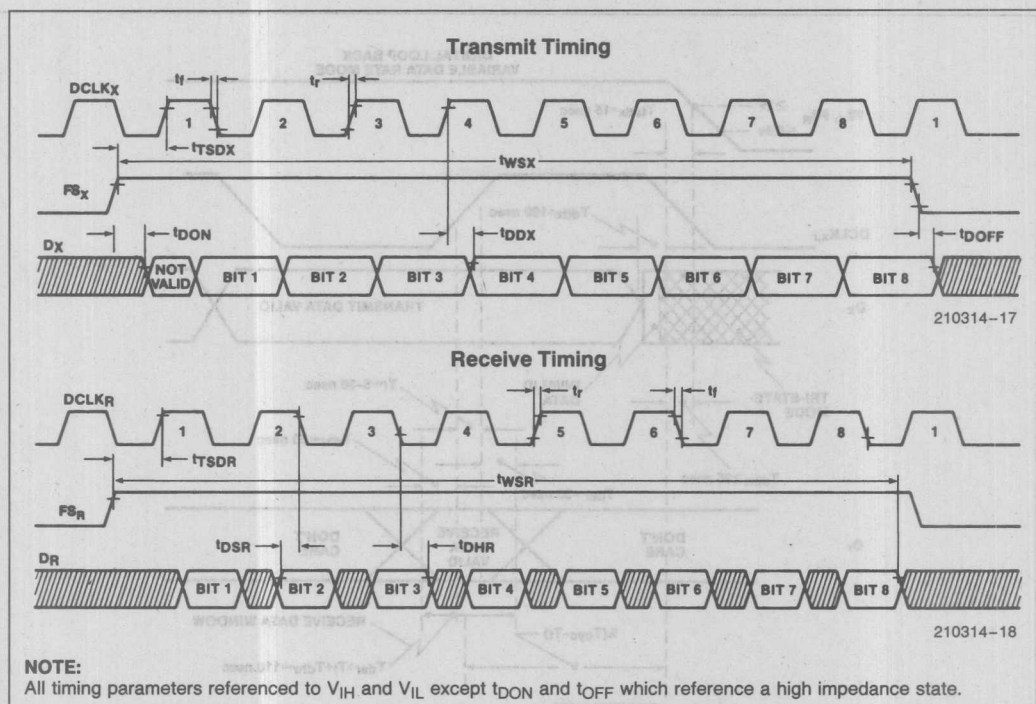 Transmit Timing
DCLKX
tf
tr
1 2 3 4 5 6 7 8 1
tTSDX
tWSX
FSX
tDON
tDDX
tDOFF
DX
NOT VALID
BIT 1 BIT 2 BIT 3 BIT 4 BIT 5 BIT 6 BIT 7 BIT 8
210314–17
Receive Timing
DCLKR
tr
tf
1 2 3 4 5 6 7 8 1
tTSDR
tWSR
FSR
tDSR
tDHR
DR
BIT 1 BIT 2 BIT 3 BIT 4 BIT 5 BIT 6 BIT 7 BIT 8
210314–18
NOTE:
All timing parameters referenced to VIH and VIL except tDON and tOFF which reference a high impedance state.